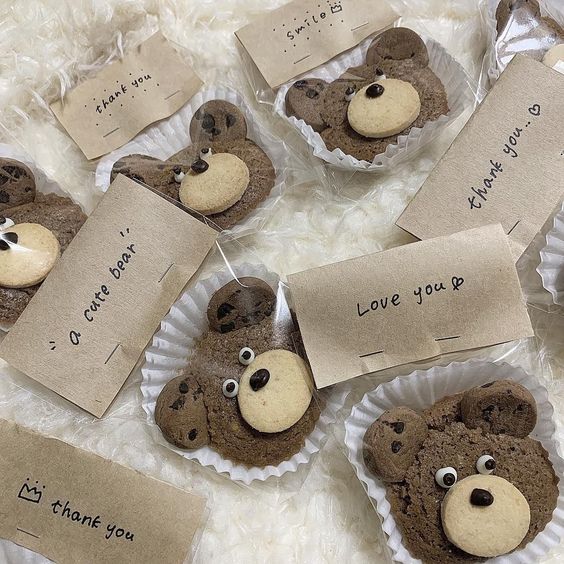 smile
thank you
thank you..♡
"a cute bear"
Love you ♡
thank you